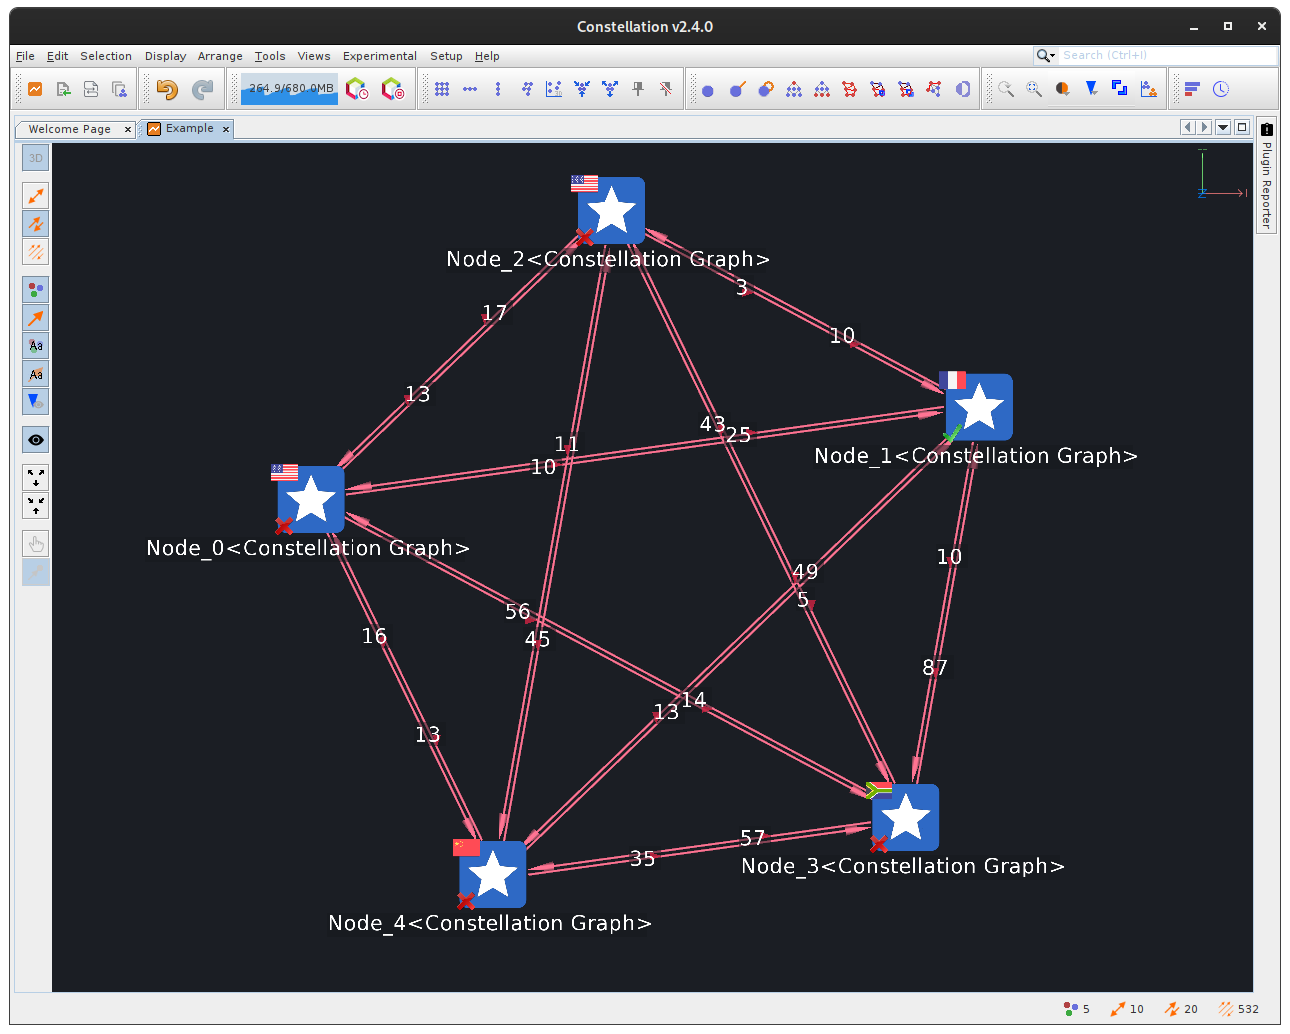 Constellation v2.4.0
File Edit Selection Display Arrange Tools Views Experimental Setup Help
Search (Ctrl+I)
264.9/680.0MB
Welcome Page
Example
3D
Plugin Reporter
Aa
Aa
Node_2<Constellation Graph>
3
17
10
13
43
25
11
10
Node_1<Constellation Graph>
Node_0<Constellation Graph>
10
49
5
56
16
45
87
14
13
13
57
35
Node_3<Constellation Graph>
Node_4<Constellation Graph>
5 10 20 532